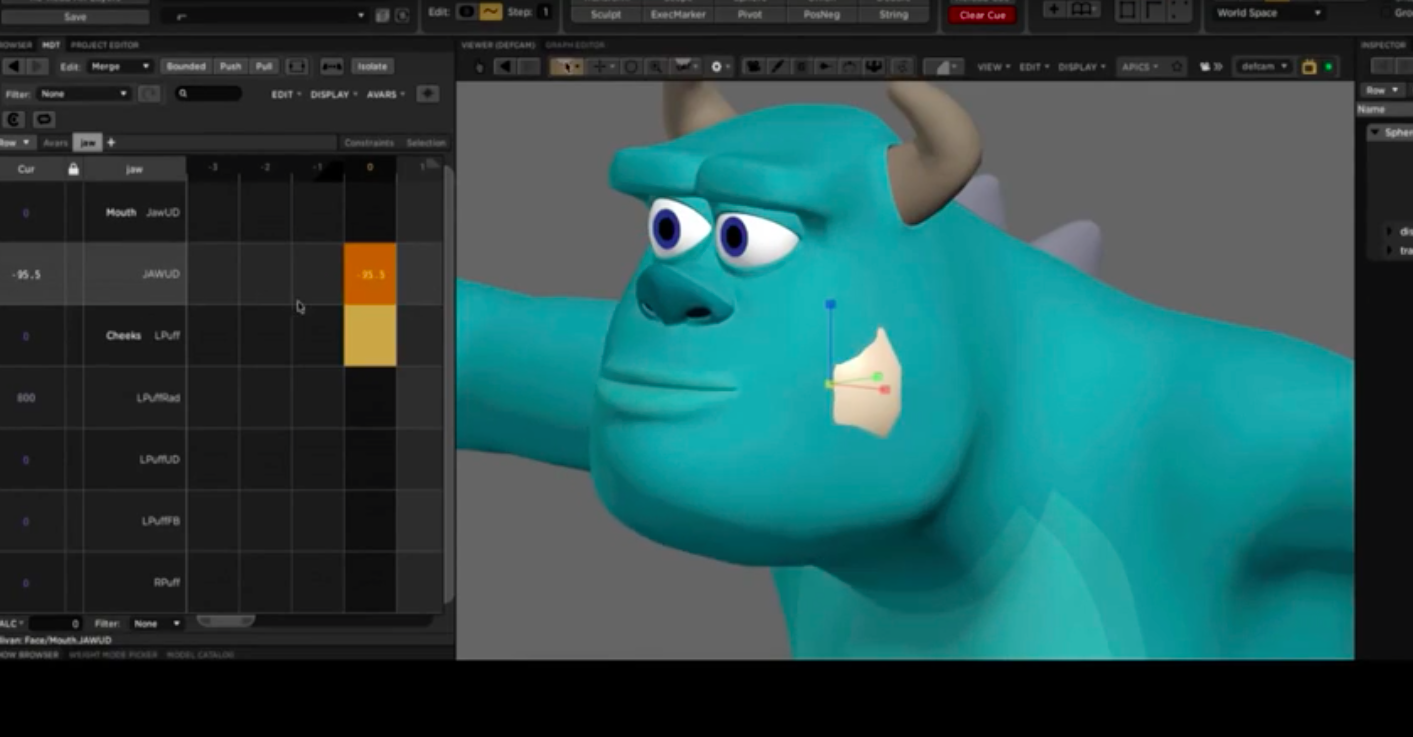 Save
Edit: Step: 1
Sculpt ExecMarker Pivot PosNeg String
Clear Cue
World Space
MDT PROJECT EDITOR
VIEWER (DEFCAM) GRAPH EDITOR
INSPECTOR
Edit: Merge Bounded Push Pull Isolate
VIEW EDIT DISPLAY APICS defcam
Filter: None EDIT DISPLAY AVARS
Row
Name
Row Avars jaw + Constraints Selection
Spher
Cur jaw -3 -2 -1 0 1
0 Mouth JawUD
-95.5 JAWUD -95.5
0 Cheeks LPuff
800 LPuffRad
0 LPuffUD
0 LPuffFB
0 RPuff
dis
tra
ALC 0 Filter: None
livan: Face/Mouth.JAWUD
OW BROWSER WEIGHT MODE PICKER MODEL CATALOG